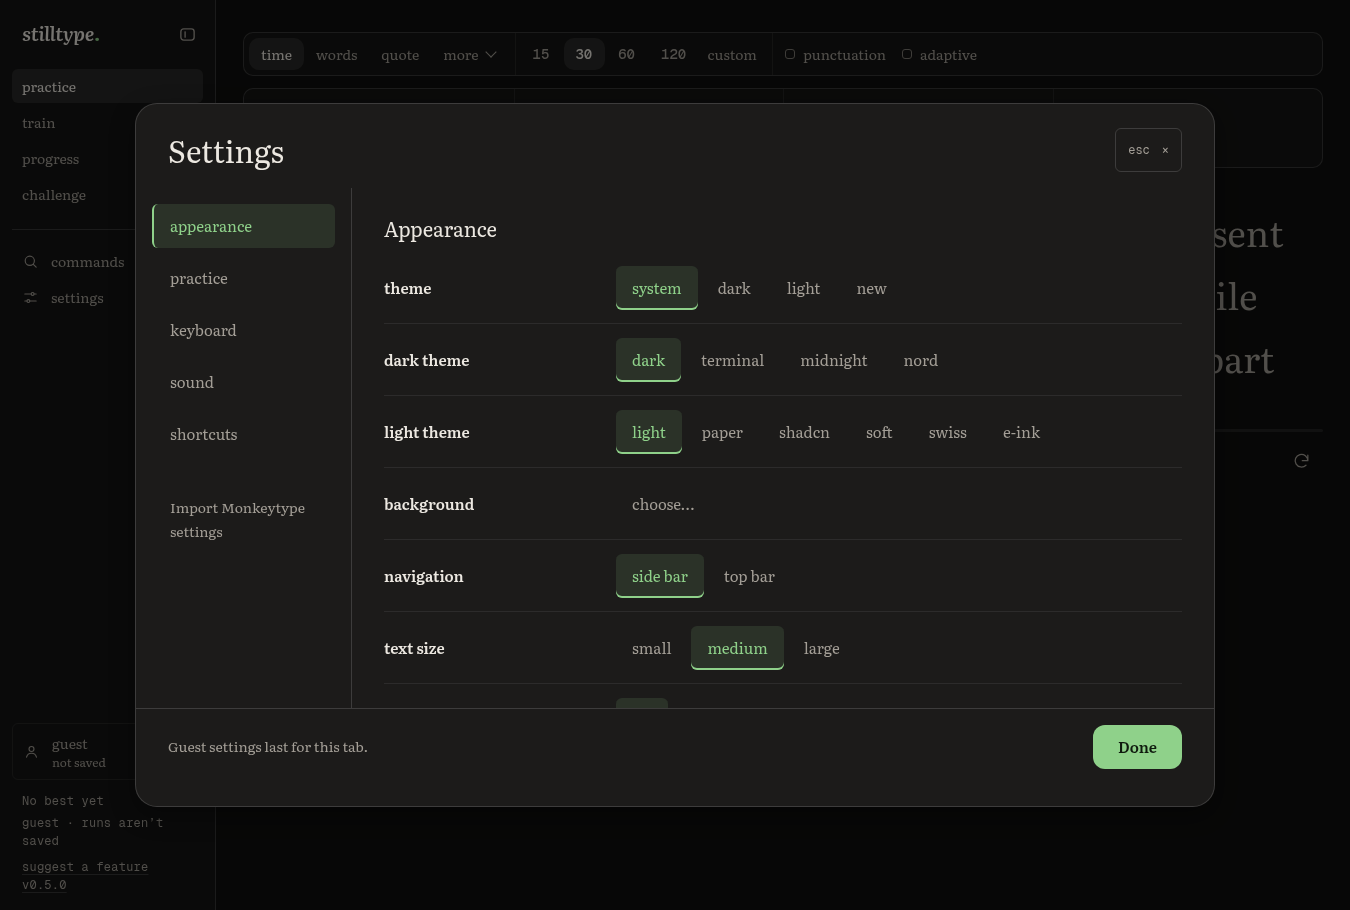 stilltype.
practice
train
progress
challenge
commands
settings
guest
not saved
No best yet
guest · runs aren't
saved
suggest a feature
v0.5.0
time words quote more 15 30 60 120 custom punctuation adaptive
sent
ile
part
Settings
esc ×
appearance
practice
keyboard
sound
shortcuts
Import Monkeytype
settings
Appearance
theme system dark light new
dark theme dark terminal midnight nord
light theme light paper shadcn soft swiss e-ink
background choose...
navigation side bar top bar
text size small medium large
Guest settings last for this tab.
Done